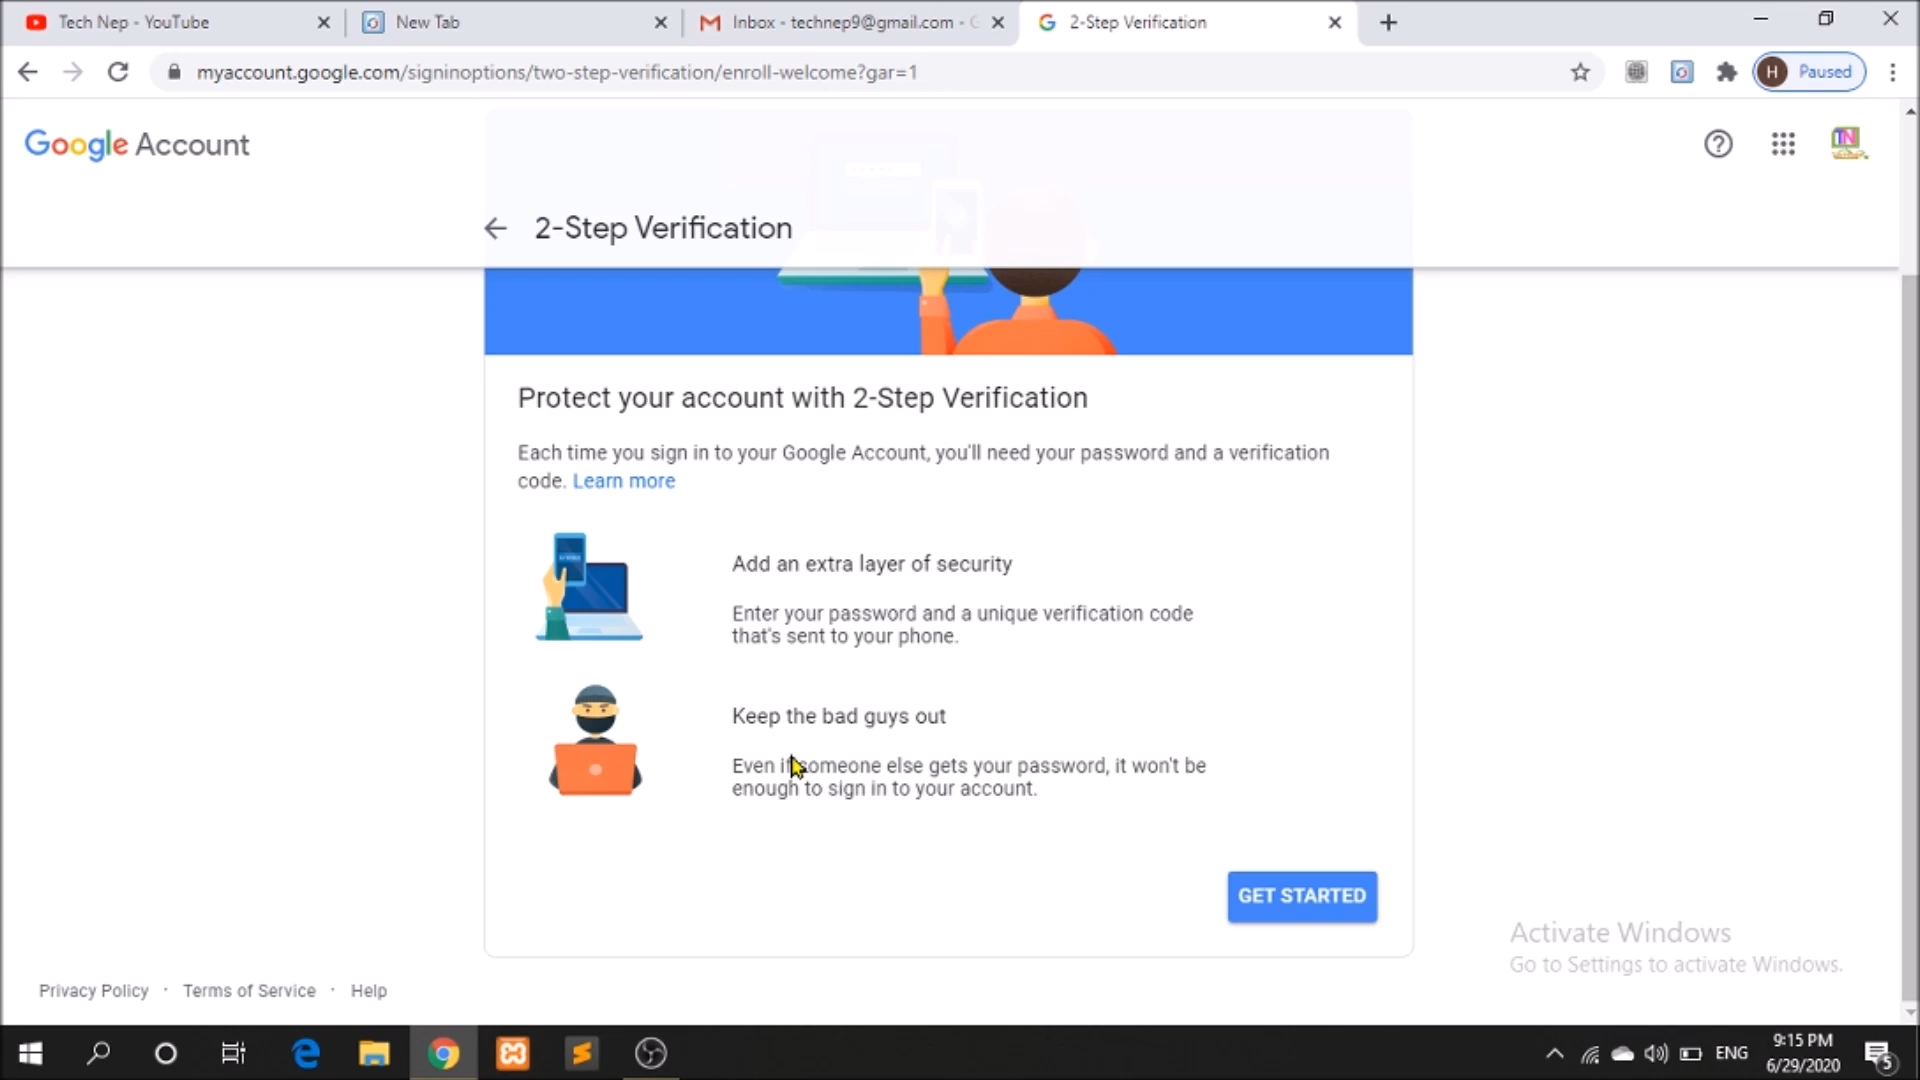 Tech Nep - YouTube
New Tab
Inbox - technep9@gmail.com -
2-Step Verification
myaccount.google.com/signinoptions/two-step-verification/enroll-welcome?gar=1
H Paused
Google Account
TN
2-Step Verification
Protect your account with 2-Step Verification
Each time you sign in to your Google Account, you'll need your password and a verification
code. Learn more
Add an extra layer of security
Enter your password and a unique verification code
that's sent to your phone.
Keep the bad guys out
Even if someone else gets your password, it won't be
enough to sign in to your account.
GET STARTED
Activate Windows
Go to Settings to activate Windows.
Privacy Policy · Terms of Service · Help
ENG
9:15 PM
6/29/2020
5